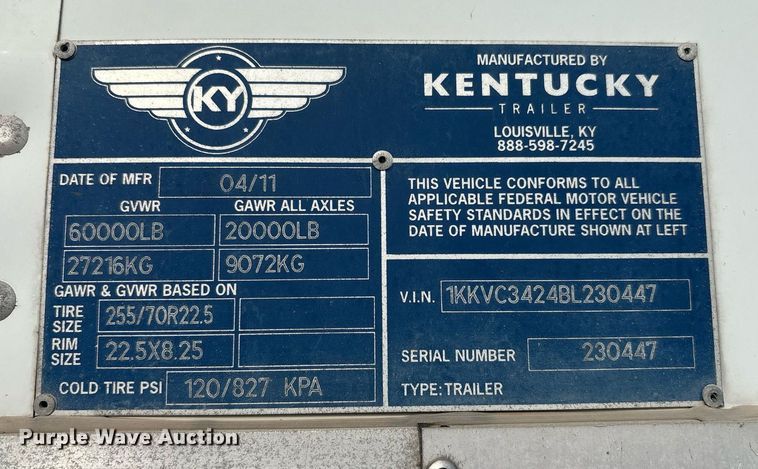 KY
MANUFACTURED BY
KENTUCKY
TRAILER
LOUISVILLE, KY
888-598-7245
DATE OF MFR 04/11
GVWR GAWR ALL AXLES
60000LB 20000LB
27216KG 9072KG
GAWR & GVWR BASED ON
TIRE SIZE 255/70R22.5
RIM SIZE 22.5X8.25
COLD TIRE PSI 120/827 KPA
THIS VEHICLE CONFORMS TO ALL
APPLICABLE FEDERAL MOTOR VEHICLE
SAFETY STANDARDS IN EFFECT ON THE
DATE OF MANUFACTURE SHOWN AT LEFT
V.I.N. 1KKVC3424BL230447
SERIAL NUMBER 230447
TYPE: TRAILER
Purple Wave Auction